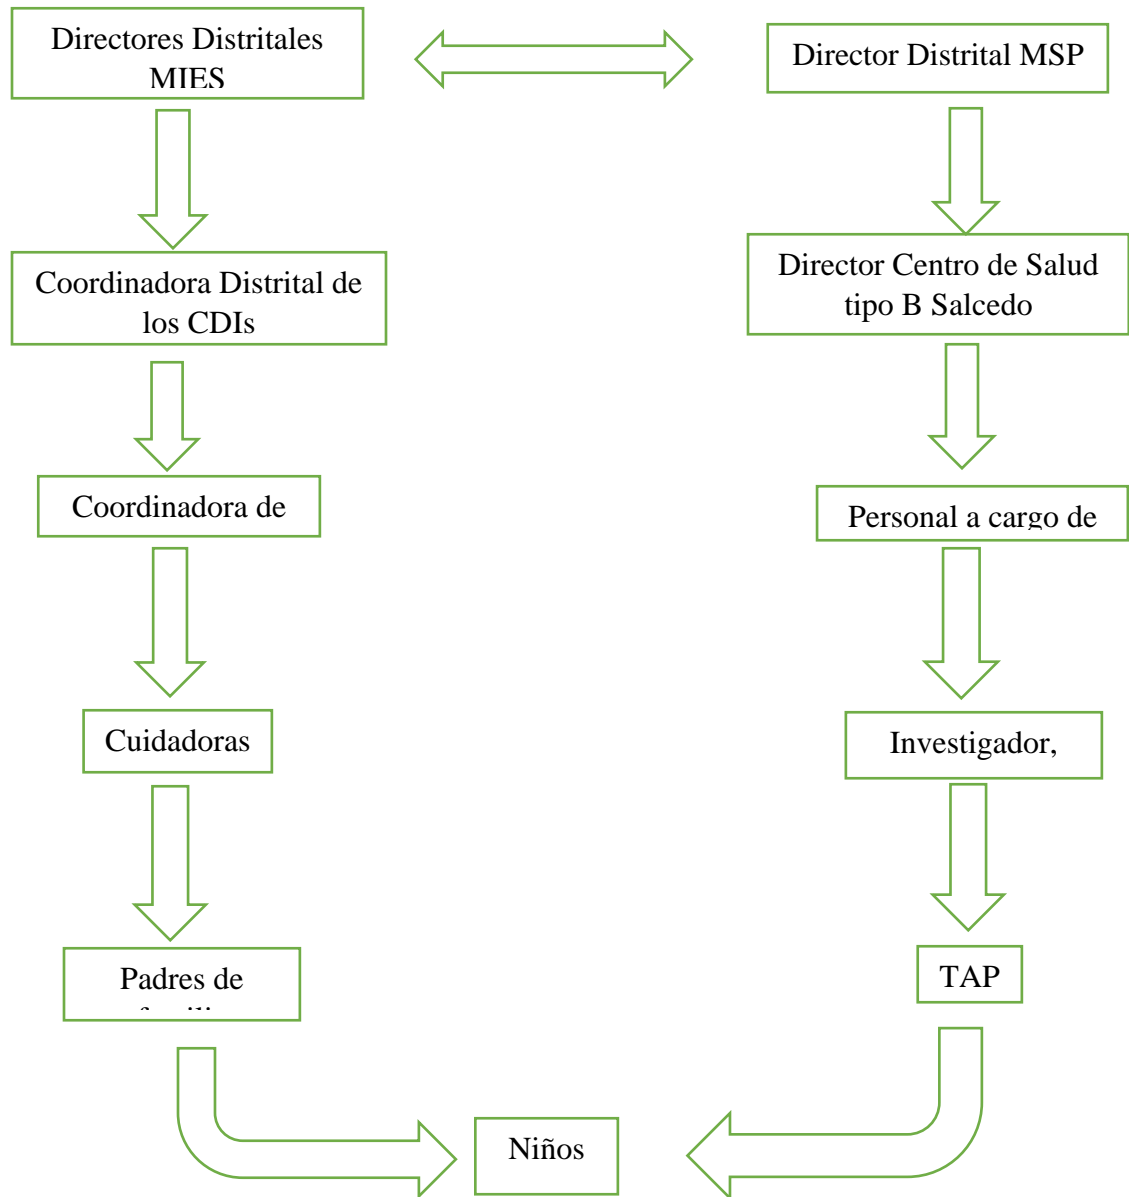 Directores Distritales
MIES
Director Distrital MSP
Coordinadora Distrital de
los CDIs
Director Centro de Salud
tipo B Salcedo
Coordinadora de
Personal a cargo de
Cuidadoras
Investigador,
Padres de
TAP
Niños